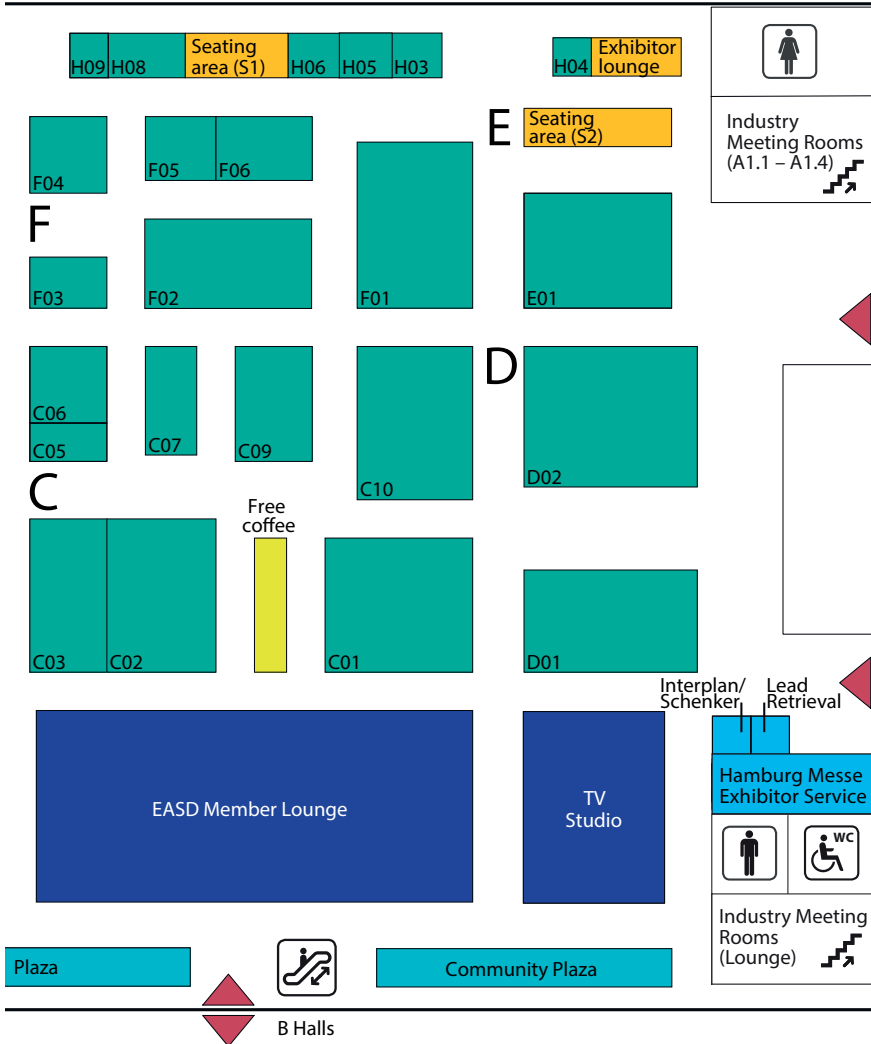 H09
H08
Seating
area (S1)
H06
H05
H03
H04
Exhibitor
lounge
E
Seating
area (S2)
Industry
Meeting Rooms
(A1.1 – A1.4)
F04
F05
F06
F
F03
F02
F01
E01
C06
C05
C07
C09
C10
D
D02
C
Free
coffee
C03
C02
C01
D01
Interplan/
Schenker
Lead
Retrieval
Hamburg Messe
Exhibitor Service
EASD Member Lounge
TV
Studio
WC
Industry Meeting
Rooms
(Lounge)
Plaza
Community Plaza
B Halls